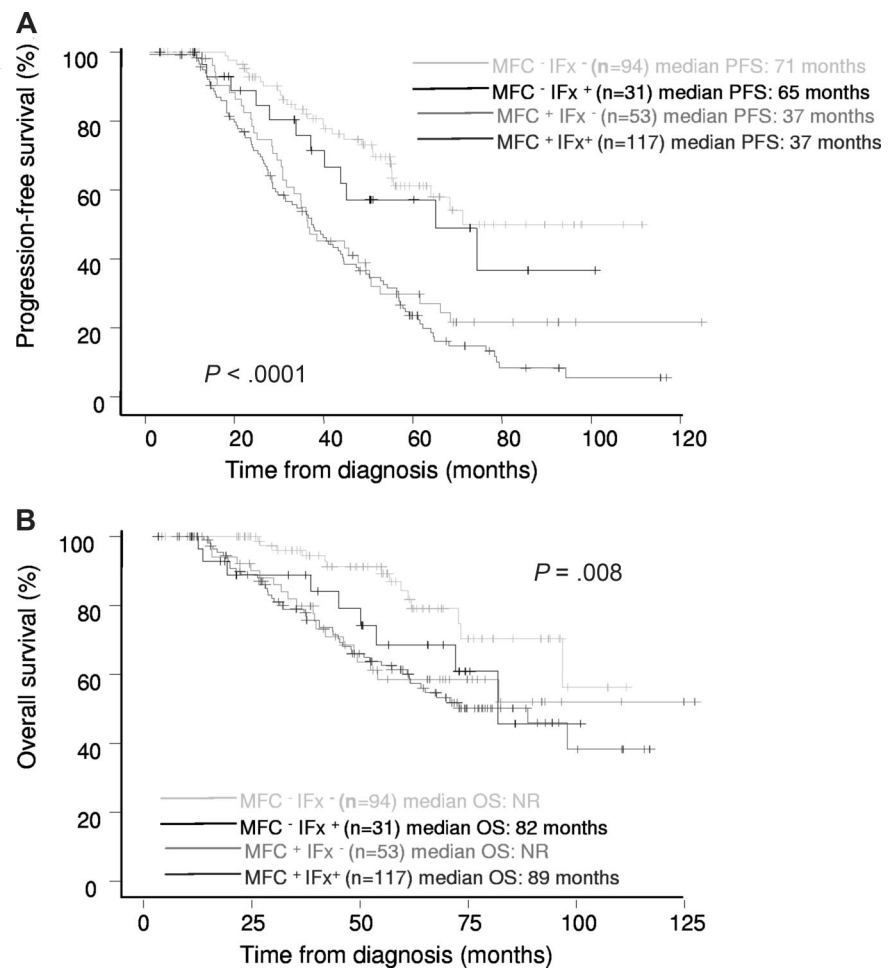 A
Progression-free survival (%)
100
80
60
40
20
0
MFC - IFx - (n=94) median PFS: 71 months
MFC - IFx + (n=31) median PFS: 65 months
MFC + IFx - (n=53) median PFS: 37 months
MFC + IFx+ (n=117) median PFS: 37 months
P < .0001
0 20 40 60 80 100 120
Time from diagnosis (months)
B
Overall survival (%)
100
80
60
40
20
0
P = .008
MFC - IFx - (n=94) median OS: NR
MFC - IFx + (n=31) median OS: 82 months
MFC + IFx - (n=53) median OS: NR
MFC + IFx+ (n=117) median OS: 89 months
0 25 50 75 100 125
Time from diagnosis (months)